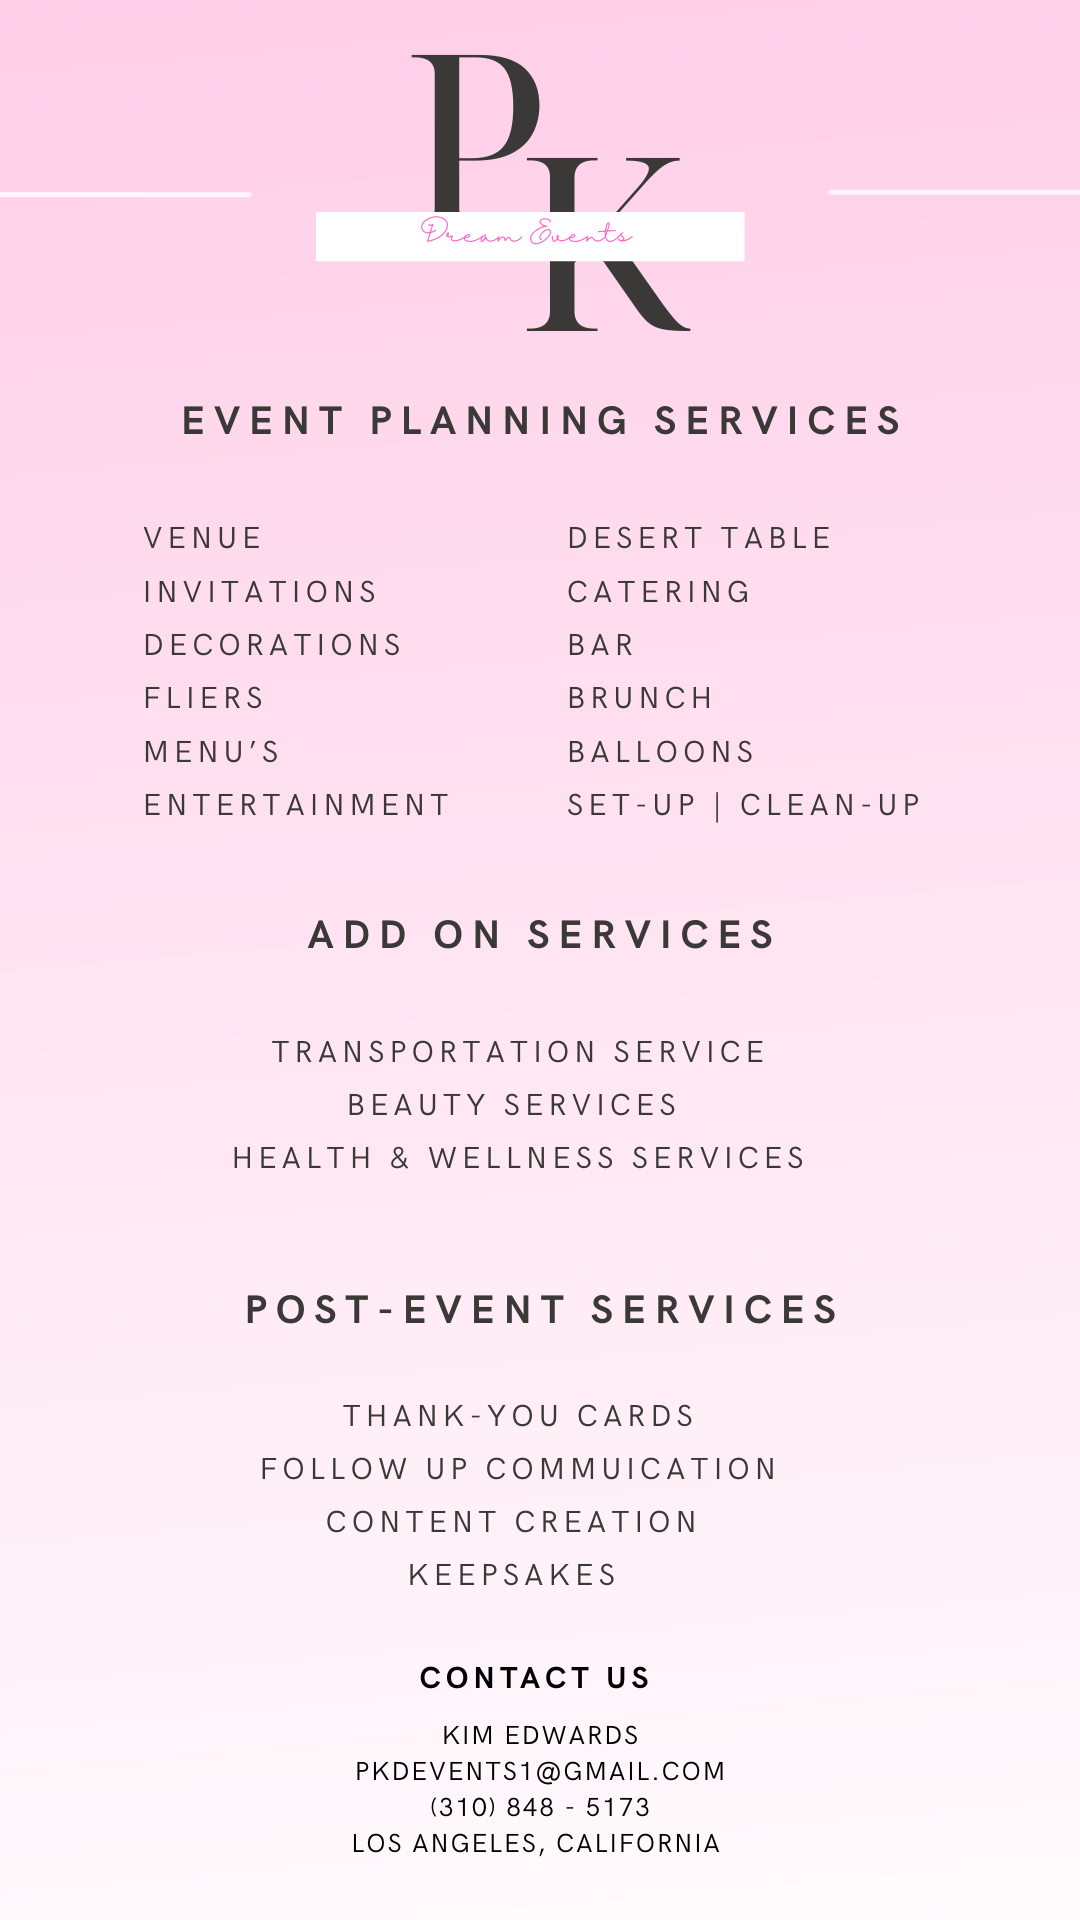 PK
Dream Events
EVENT PLANNING SERVICES
VENUE
INVITATIONS
DECORATIONS
FLIERS
MENU’S
ENTERTAINMENT
DESERT TABLE
CATERING
BAR
BRUNCH
BALLOONS
SET-UP | CLEAN-UP
ADD ON SERVICES
TRANSPORTATION SERVICE
BEAUTY SERVICES
HEALTH & WELLNESS SERVICES
POST-EVENT SERVICES
THANK-YOU CARDS
FOLLOW UP COMMUICATION
CONTENT CREATION
KEEPSAKES
CONTACT US
KIM EDWARDS
PKDEVENTS1@GMAIL.COM
(310) 848 - 5173
LOS ANGELES, CALIFORNIA